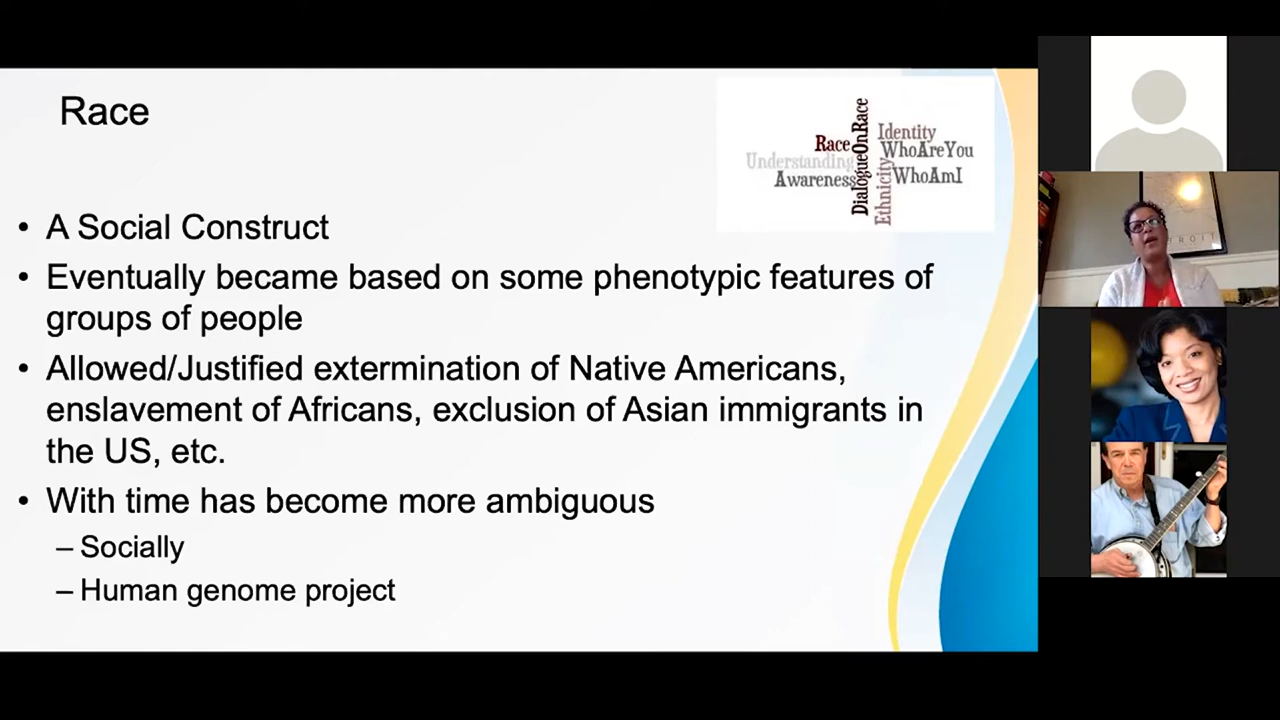 Race
Race
Understanding
Awareness
DialogueOnRace
Ethnicity
Identity
WhoAreYou
WhoAmI
• A Social Construct
• Eventually became based on some phenotypic features of
groups of people
• Allowed/Justified extermination of Native Americans,
enslavement of Africans, exclusion of Asian immigrants in
the US, etc.
• With time has become more ambiguous
– Socially
– Human genome project